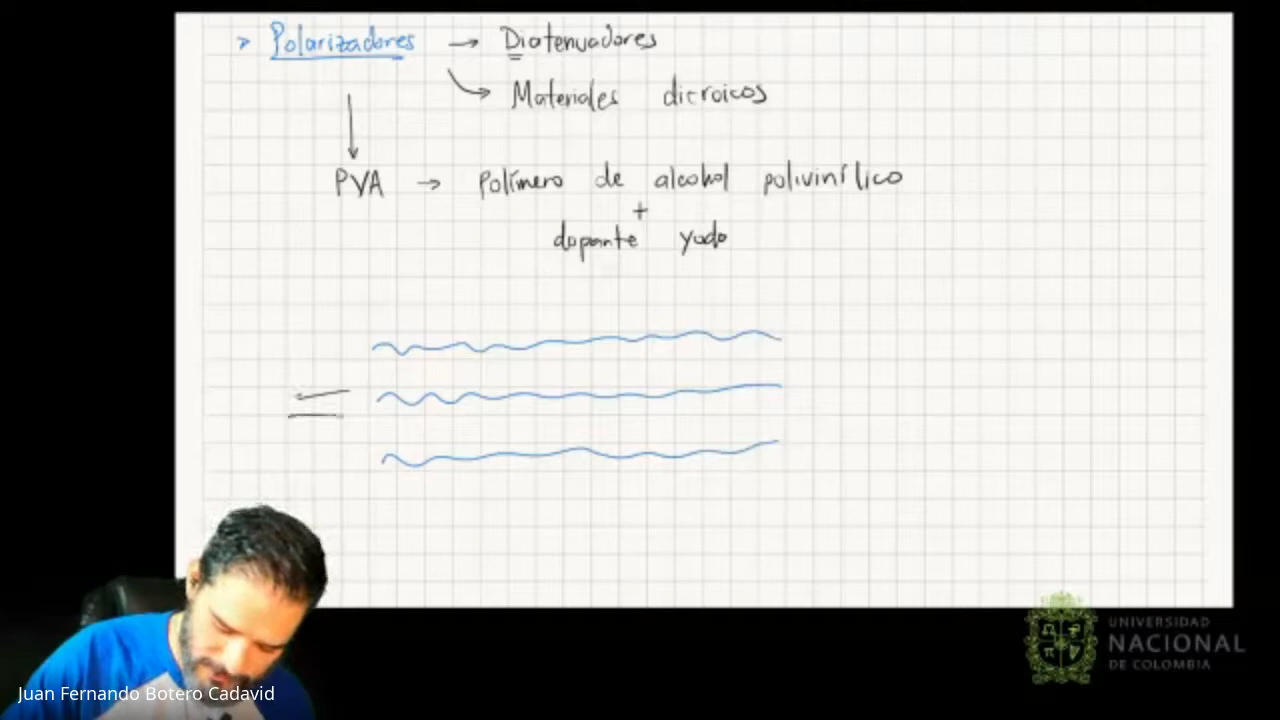 > Polarizadores → Diatenuadores
→ Materiales dicroicos
PVA → Polímero de alcohol polivinílico
+
dopante yodo
UNIVERSIDAD
NACIONAL
DE COLOMBIA
Juan Fernando Botero Cadavid